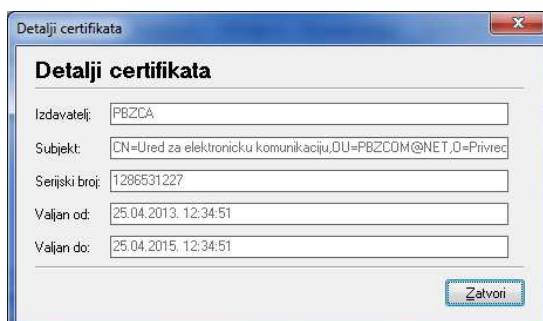 Detalji certifikata
Detalji certifikata
Izdavatelj: PBZCA
Subjekt: CN=Ured za elektronicku komunikaciju,OU=PBZCOM@NET,O=Privred
Serijski broj: 1286531227
Valjan od: 25.04.2013. 12:34:51
Valjan do: 25.04.2015. 12:34:51
Zatvori